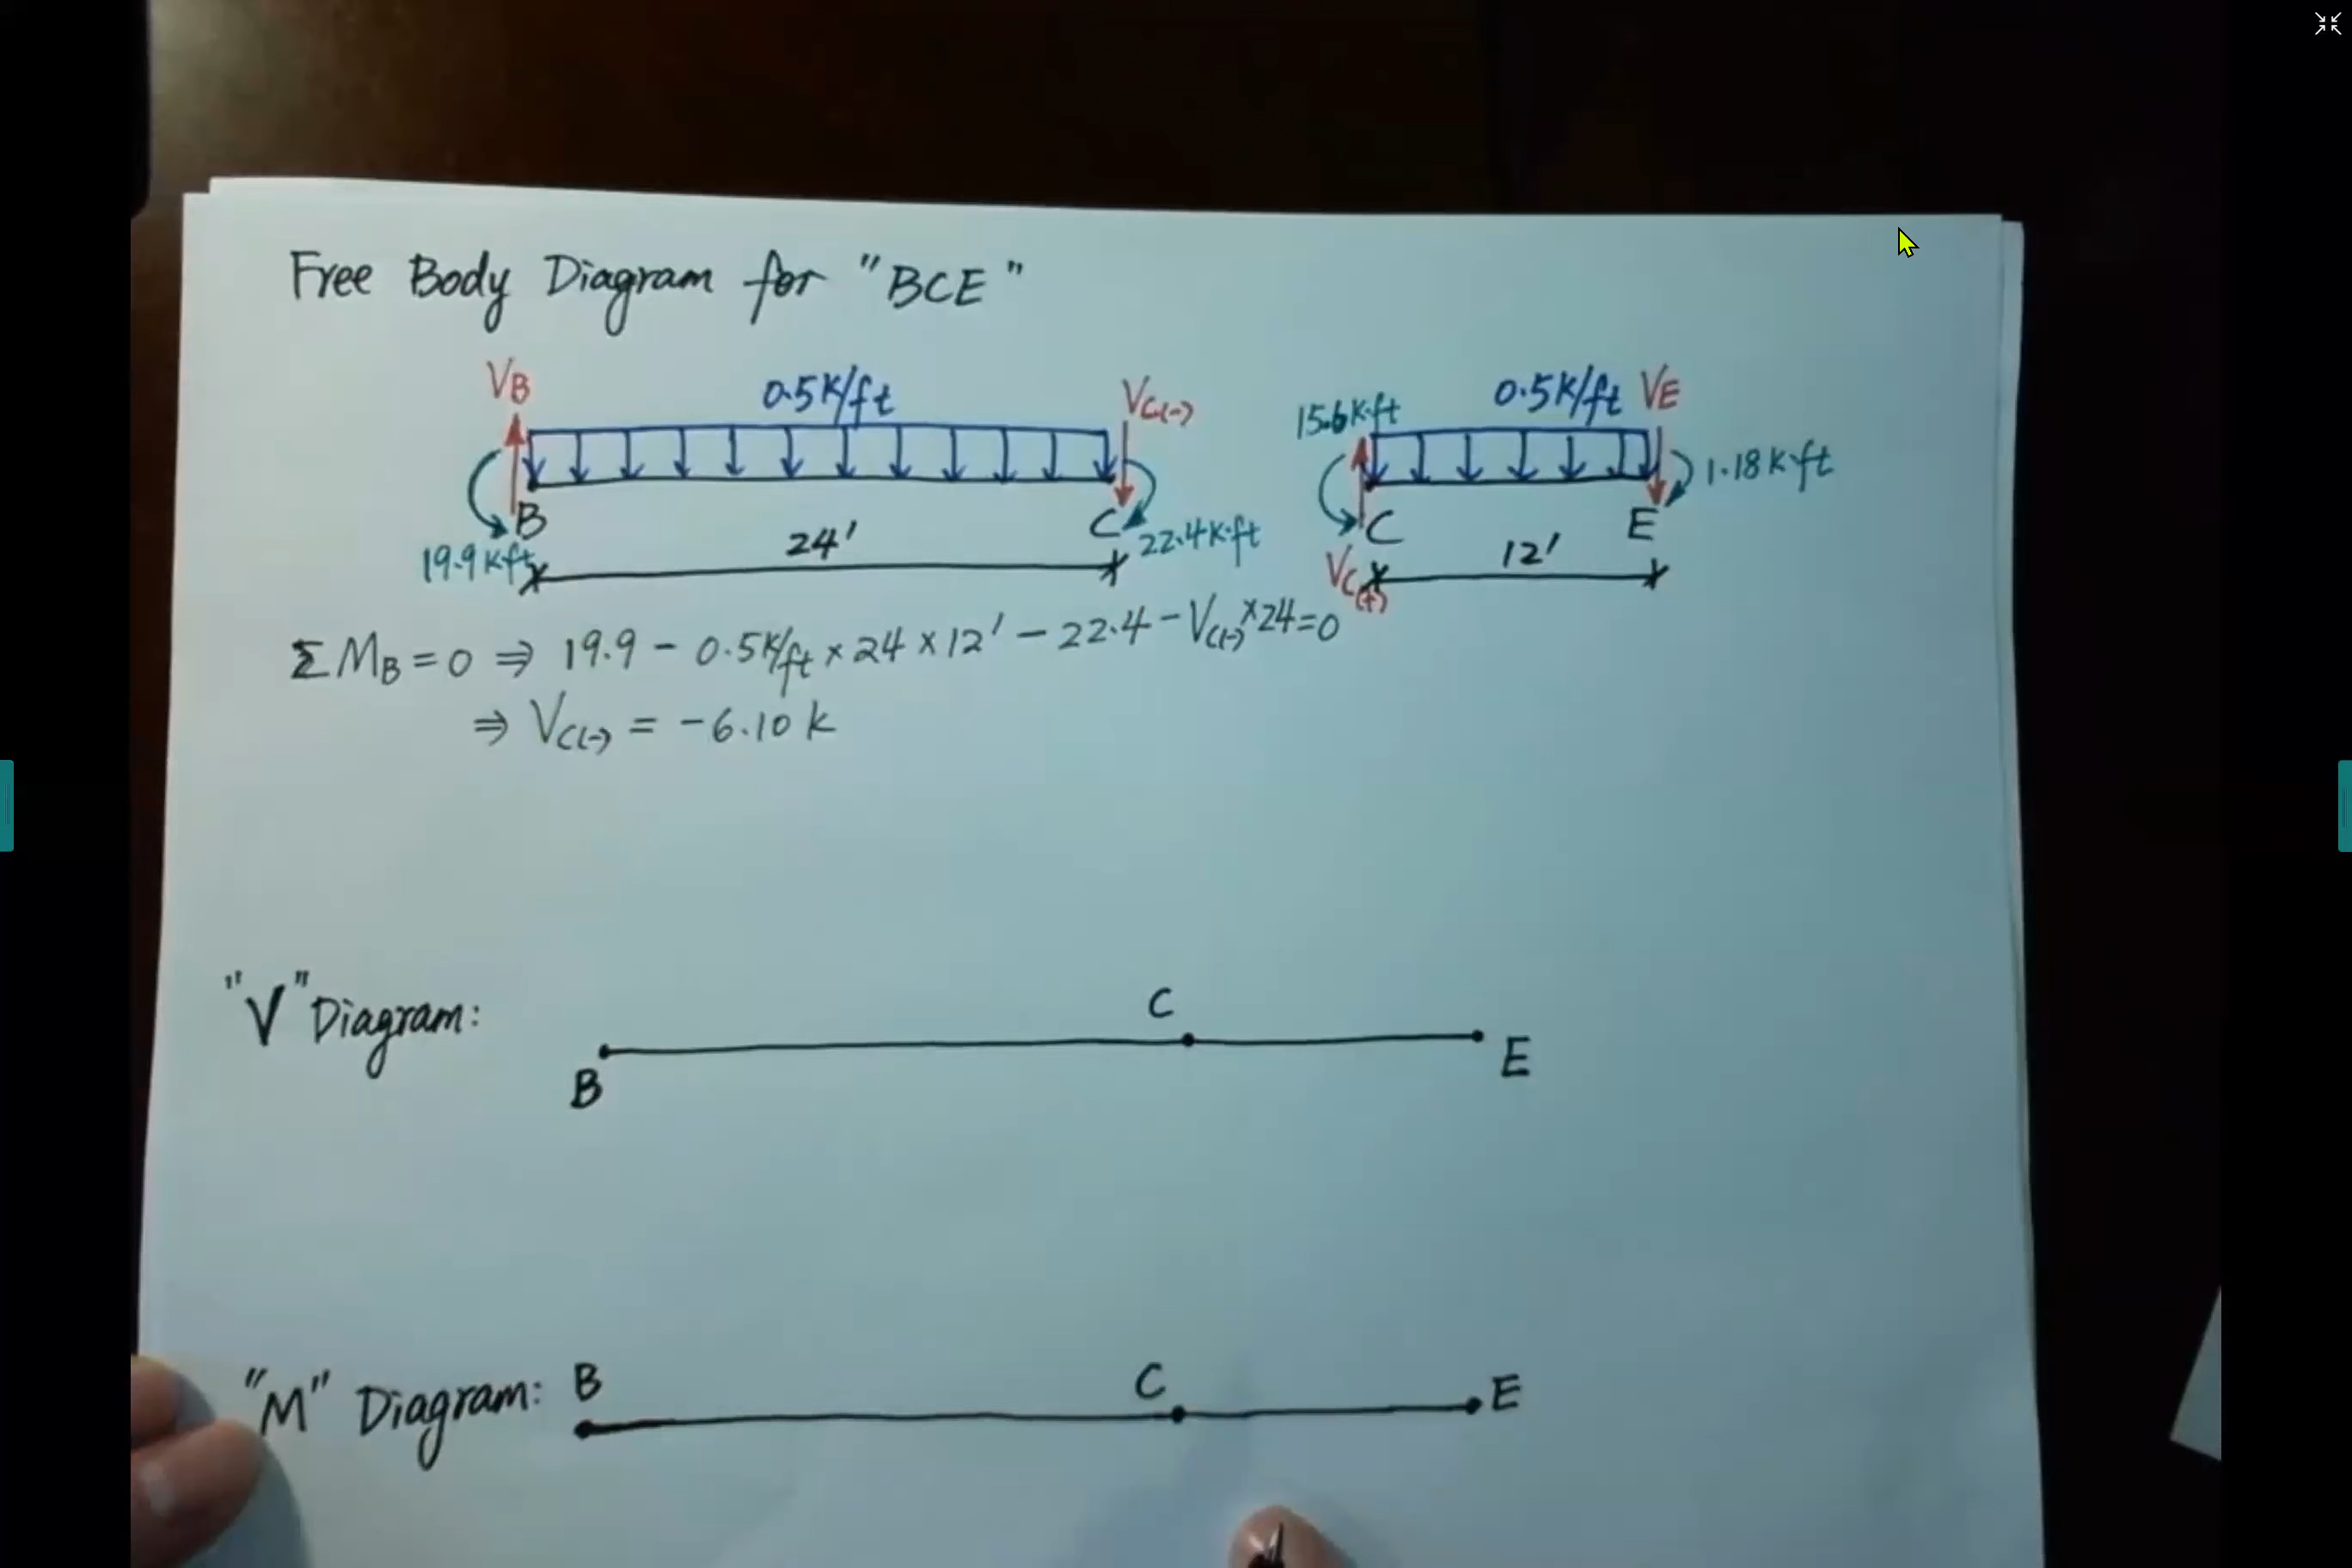 Free Body Diagram for "BCE"
VB 0.5K/ft VC(-) 15.6K·ft 0.5K/ft VE
1.18K·ft
B C C E
19.9K·ft 24' 22.4K·ft VC(+) 12'
ΣMB=0 ⇒ 19.9 - 0.5K/ft × 24 × 12' - 22.4 - VC(-) × 24=0
⇒ VC(-) = -6.10 k
"V" Diagram:
C
B E
"M" Diagram: B C E